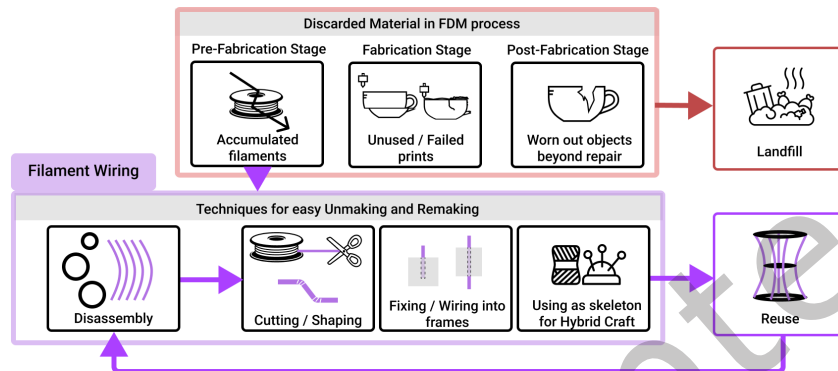 Discarded Material in FDM process
Pre-Fabrication Stage
Fabrication Stage
Post-Fabrication Stage
Accumulated
filaments
Unused / Failed
prints
Worn out objects
beyond repair
Landfill
Filament Wiring
Techniques for easy Unmaking and Remaking
Disassembly
Cutting / Shaping
Fixing / Wiring into
frames
Using as skeleton
for Hybrid Craft
Reuse